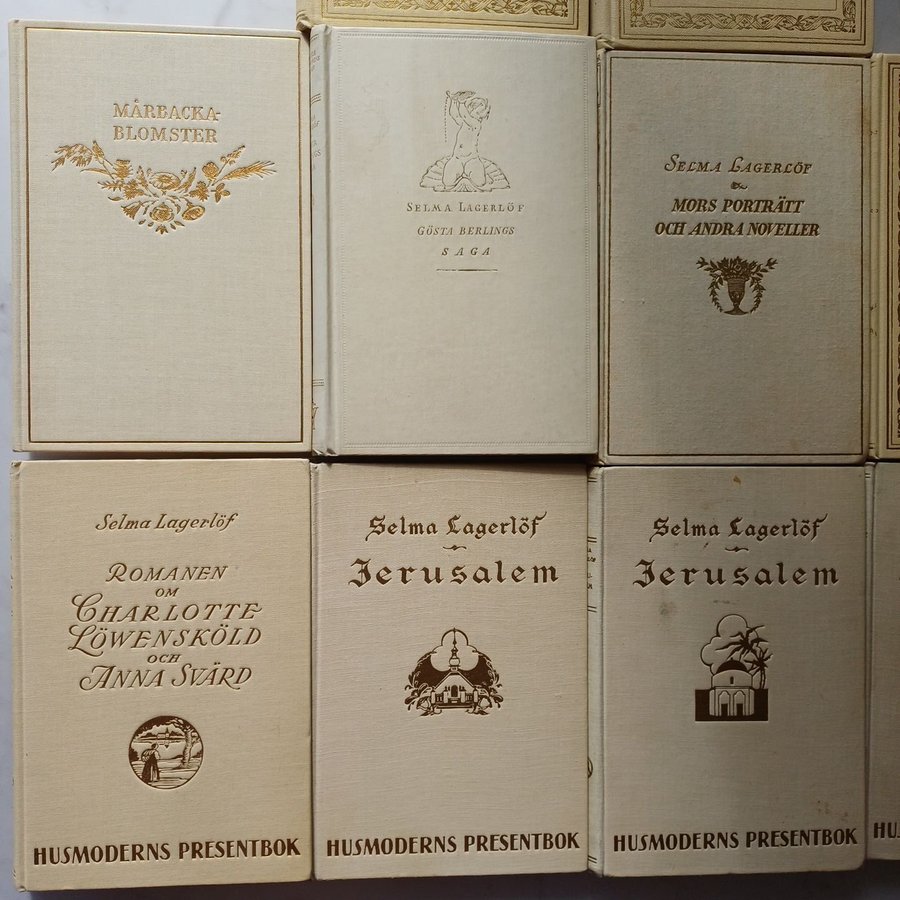 MÅRBACKA-
BLOMSTER
SELMA LAGERLÖF
GÖSTA BERLINGS
SAGA
SELMA LAGERLÖF
MORS PORTRÄTT
OCH ANDRA NOVELLER
Selma Lagerlöf
ROMANEN
OM
CHARLOTTE
LÖWENSKÖLD
OCH
ANNA SVÄRD
HUSMODERNS PRESENTBOK
Selma Lagerlöf
Jerusalem
HUSMODERNS PRESENTBOK
Selma Lagerlöf
Jerusalem
HUSMODERNS PRESENTBOK
HU